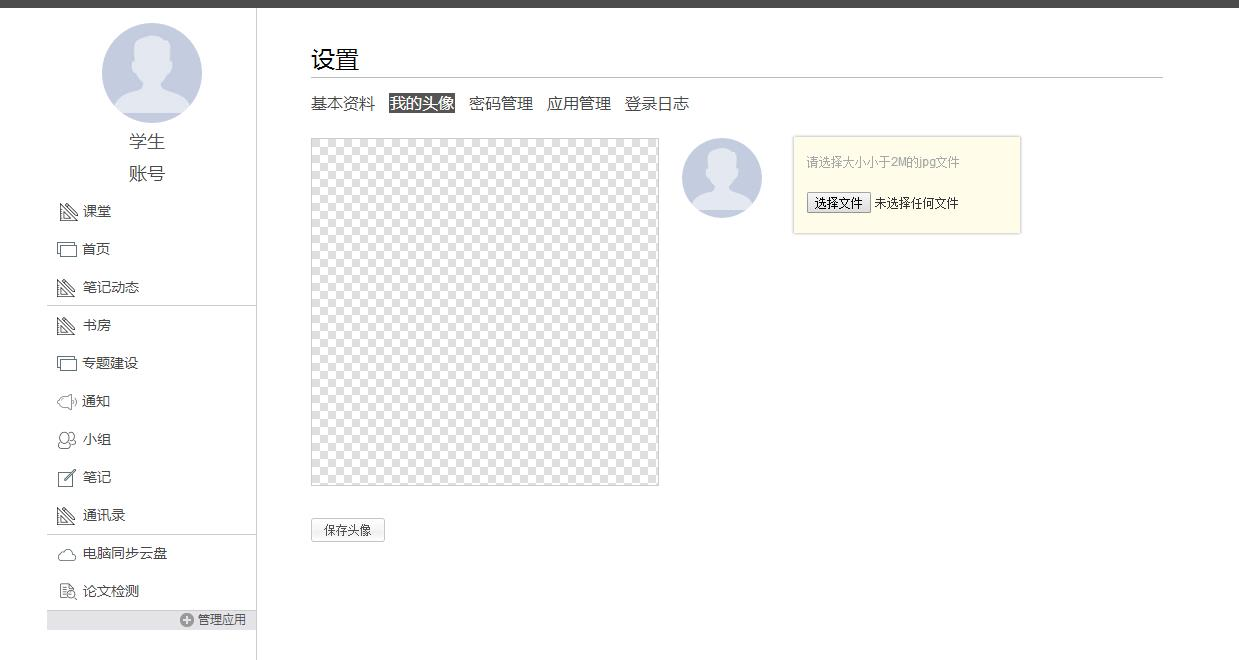 学生
账号
课堂
首页
笔记动态
书房
专题建设
通知
小组
笔记
通讯录
电脑同步云盘
论文检测
管理应用
设置
基本资料 我的头像 密码管理 应用管理 登录日志
请选择大小小于2M的jpg文件
选择文件 未选择任何文件
保存头像